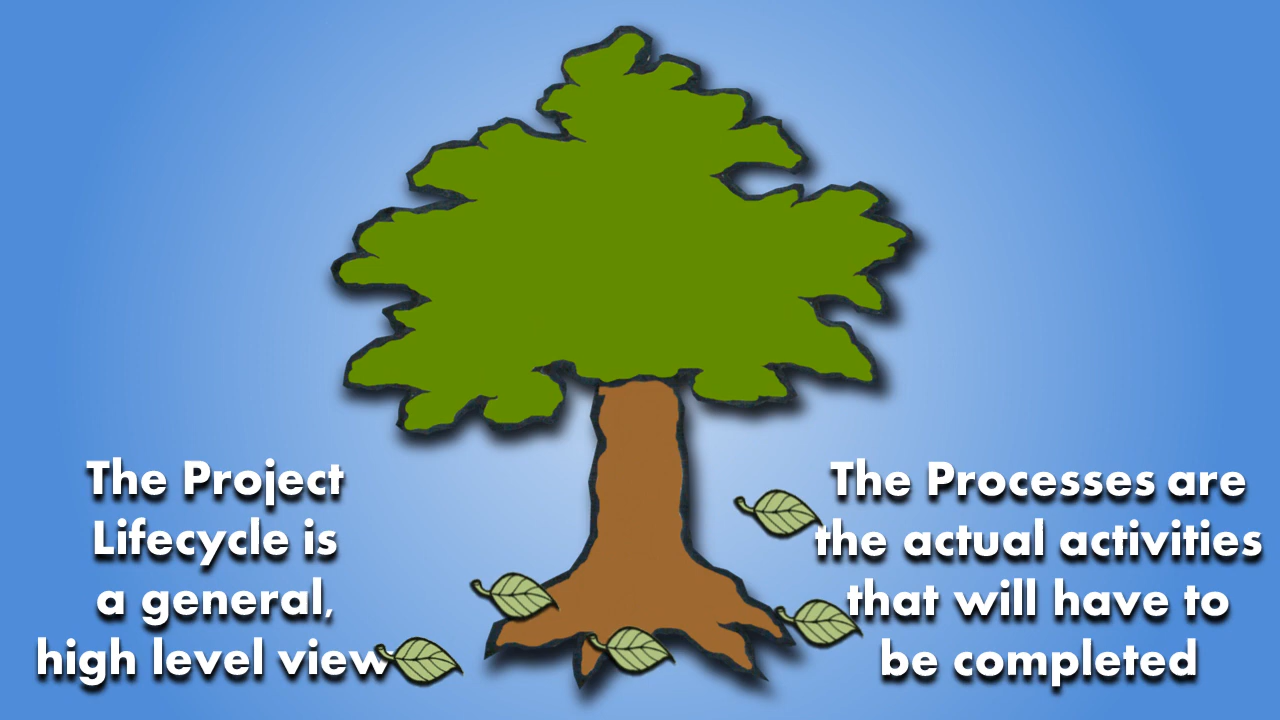 The Project
Lifecycle is
a general,
high level view
The Processes are
the actual activities
that will have to
be completed